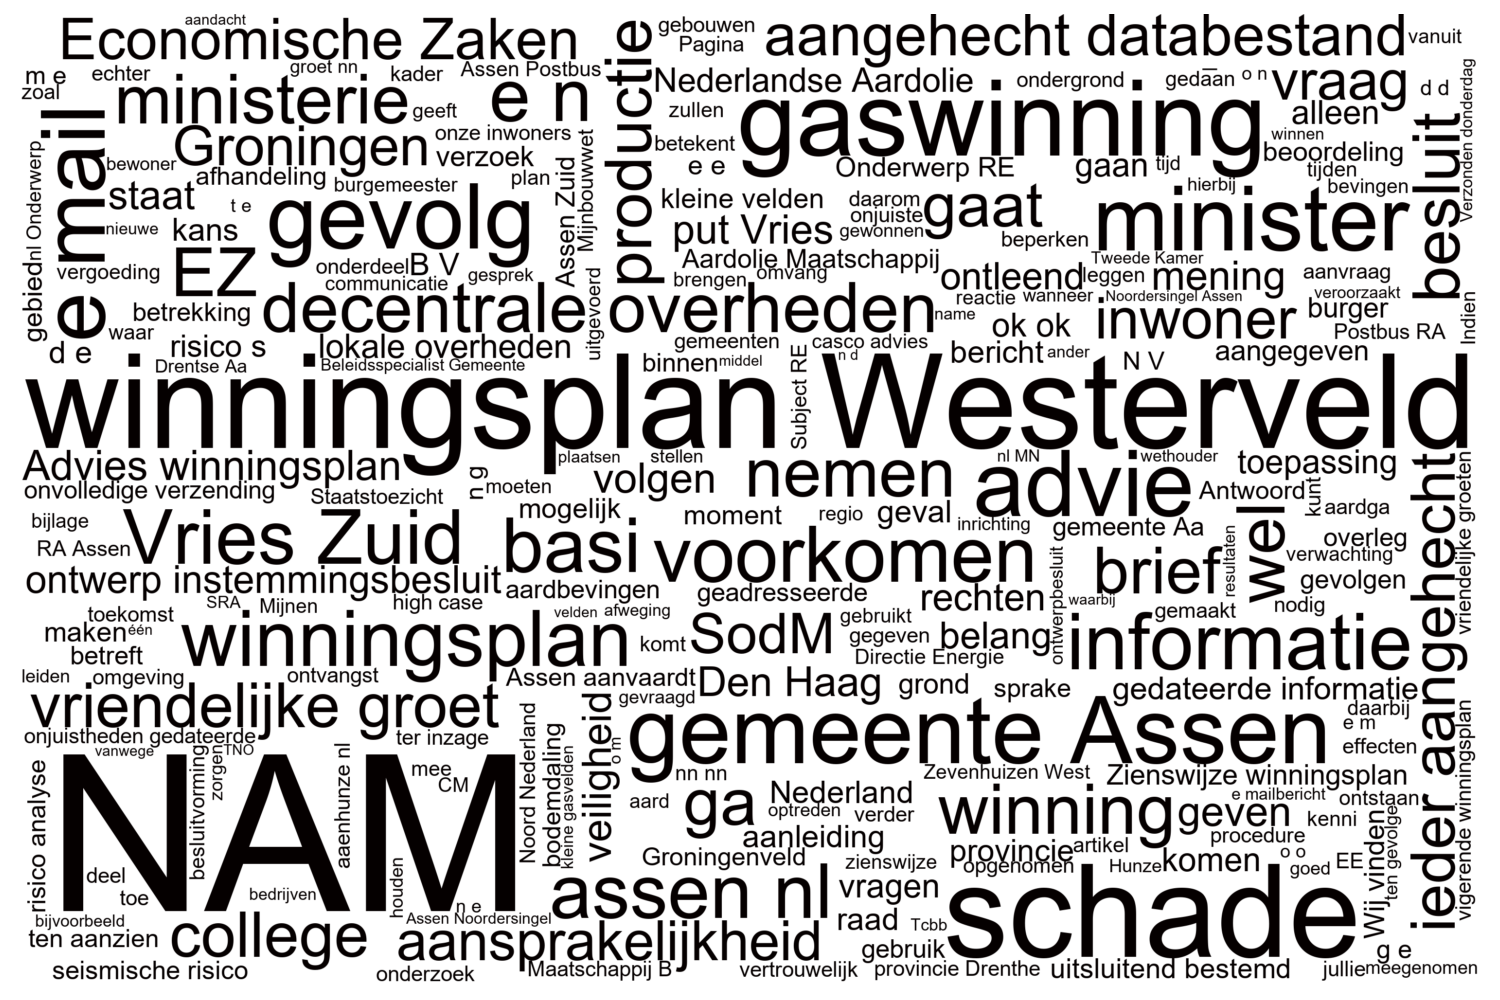 aandacht
Economische Zaken
gebouwen
Pagina
aangehecht databestand
vanuit
m e
echter
groet nn
kader
Assen Postbus
productie
Nederlandse Aardolie
ondergrond
gedaan
o n
vraag
d d
zoal
ministerie
geeft
e n
zullen
gaswinning
alleen
donderdag
e mail
Groningen
onze inwoners
verzoek
betekent
winnen
beoordeling
besluit
bewoner
afhandeling
burgemeester
plan
e e
Onderwerp RE
gaan
tijd
tijden
bevingen
nl Onderwerp
staat
t e
gevolg
Assen Zuid
Mijnbouwwet
kleine velden
daarom
onjuiste
gaat
hierbij
minister
Verzonden
nieuwe
kans
put Vries
gewonnen
beperken
gebied
vergoeding
EZ
onderdeel
B V
communicatie
gesprek
Aardolie Maatschappij
brengen
omvang
ontleend
Tweede Kamer
leggen
mening
aanvraag
betrekking
decentrale overheden
uitgevoerd
name
reactie
wanneer
Noordersingel Assen
veroorzaakt
burger
Indien
waar
ok ok
inwoner
Postbus RA
d e
risico s
lokale overheden
gemeenten
casco advies
bericht
ander
N V
aangegeven
Drentse Aa
Beleidsspecialist Gemeente
binnen
middel
n d
winningsplan
Subject RE
Westerveld
Advies winningsplan
plaatsen
stellen
nl MN
wethouder
toepassing
onvolledige verzending
Staatstoezicht
n g
moeten
volgen
nemen
advie
Antwoord
kunt
aardga
aangehecht
vriendelijke groeten
bijlage
Vries Zuid
mogelijk
moment
regio
geval
inrichting
gemeente Aa
wel
overleg
RA Assen
basi
voorkomen
ontwerpbesluit
brief
resultaten
verwachting
ontwerp instemmingsbesluit
aardbevingen
geadresseerde
rechten
waarbij
gevolgen
toekomst
SRA
Mijnen
high case
velden
afweging
gebruikt
gemaakt
nodig
maken
één
winningsplan
komt
SodM
gegeven
belang
informatie
betreft
Directie Energie
leiden
omgeving
ontvangst
Assen aanvaardt
Den Haag
grond
sprake
gedateerde informatie
vriendelijke groet
gevraagd
gemeente Assen
daarbij
e m
onjuistheden gedateerde
ter inzage
Noord Nederland
veiligheid
o m
effecten
vigerende winningsplan
vanwege
besluitvorming
TNO
zorgen
aaenhunze nl
mee
CM
bodemdaling
kleine gasvelden
nn nn
Zevenhuizen West
Zienswijze winningsplan
risico analyse
NAM
aard
ga
Nederland
optreden
verder
winning
e mailbericht
ontstaan
geven
kenni
ieder
aanleiding
procedure
Groningenveld
zienswijze
provincie
artikel
opgenomen
Hunze
komen
o o
goed
EE
Wij vinden
ten gevolge
deel
toe
bedrijven
houden
n e
assen nl
vragen
schade
bijvoorbeeld
Assen Noordersingel
raad
Tcbb
ten aanzien
college
aansprakelijkheid
gebruik
g e
seismische risico
onderzoek
Maatschappij B
vertrouwelijk
provincie Drenthe
uitsluitend bestemd
jullie
meegenomen